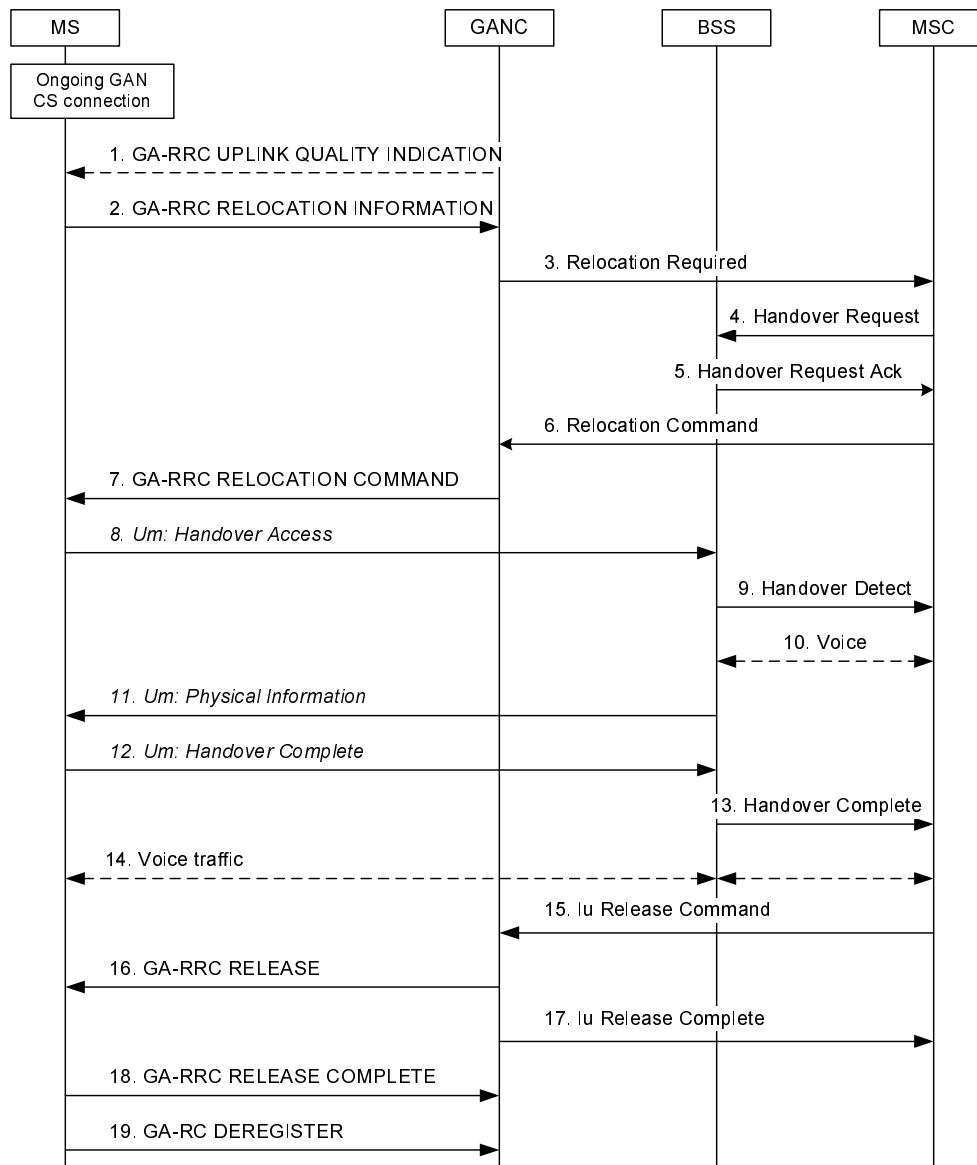 MS
GANC
BSS
MSC
Ongoing GAN
CS connection
1. GA-RRC UPLINK QUALITY INDICATION
2. GA-RRC RELOCATION INFORMATION
3. Relocation Required
4. Handover Request
5. Handover Request Ack
6. Relocation Command
7. GA-RRC RELOCATION COMMAND
8. Um: Handover Access
9. Handover Detect
10. Voice
11. Um: Physical Information
12. Um: Handover Complete
13. Handover Complete
14. Voice traffic
15. Iu Release Command
16. GA-RRC RELEASE
17. Iu Release Complete
18. GA-RRC RELEASE COMPLETE
19. GA-RC DEREGISTER